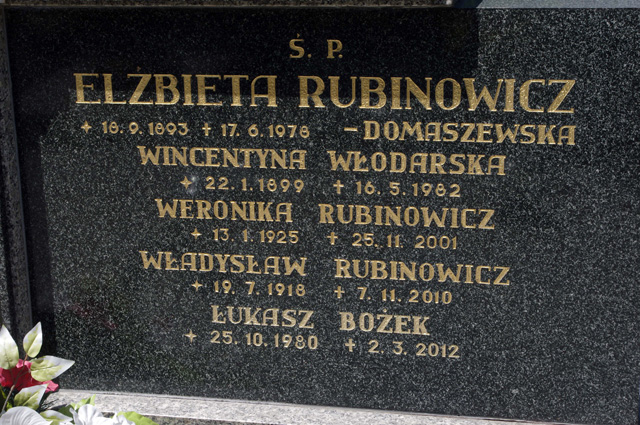 Ś. P.
ELŻBIETA RUBINOWICZ
✦ 18.9.1893 ✝ 17.6.1978 -DOMASZEWSKA
WINCENTYNA WŁODARSKA
✦ 22.1.1899 ✝ 16.5.1982
WERONIKA RUBINOWICZ
✦ 13.1.1925 ✝ 25.11.2001
WŁADYSŁAW RUBINOWICZ
✦ 19.7.1918 ✝ 7.11.2010
ŁUKASZ BOŻEK
✦ 25.10.1980 ✝ 2.3.2012